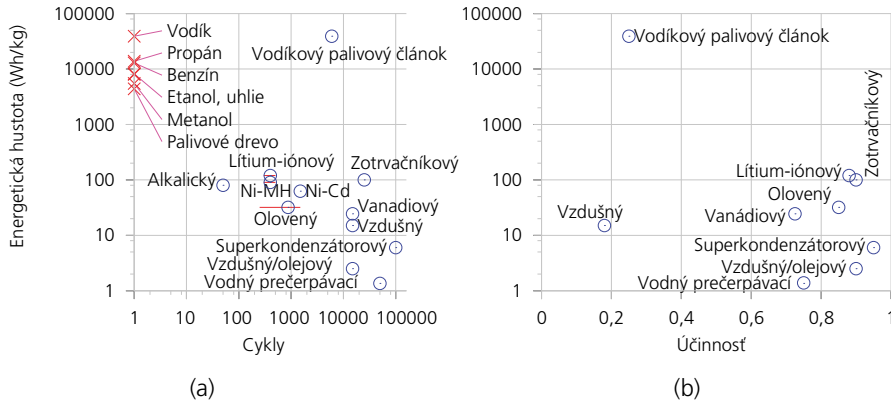 Energetická hustota (Wh/kg)
100000
10000
1000
100
10
1
Vodík
Propán
Benzín
Etanol, uhlie
Metanol
Palivové drevo
Vodíkový palivový článok
Lítium-iónový
Zotrvačníkový
Alkalický
Ni-MH
Ni-Cd
Olovený
Vanadiový
Vzdušný
Superkondenzátorový
Vzdušný/olejový
Vodný prečerpávací
1 10 100 1000 10000 100000
Cykly
(a)
100000
10000
1000
100
10
1
Vodíkový palivový článok
Zotrvačníkový
Lítium-iónový
Olovený
Vzdušný
Vanádiový
Superkondenzátorový
Vzdušný/olejový
Vodný prečerpávací
0 0,2 0,4 0,6 0,8 1
Účinnosť
(b)